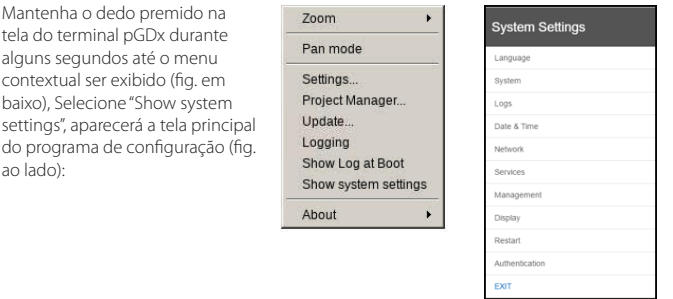 Mantenha o dedo premido na
tela do terminal pGDx durante
alguns segundos até o menu
contextual ser exibido (fig. em
baixo), Selecione “Show system
settings”, aparecerá a tela principal
do programa de configuração (fig.
ao lado):
Zoom
Pan mode
Settings...
Project Manager...
Update...
Logging
Show Log at Boot
Show system settings
About
System Settings
Language
System
Logs
Date & Time
Network
Services
Management
Display
Restart
Authentication
EXIT